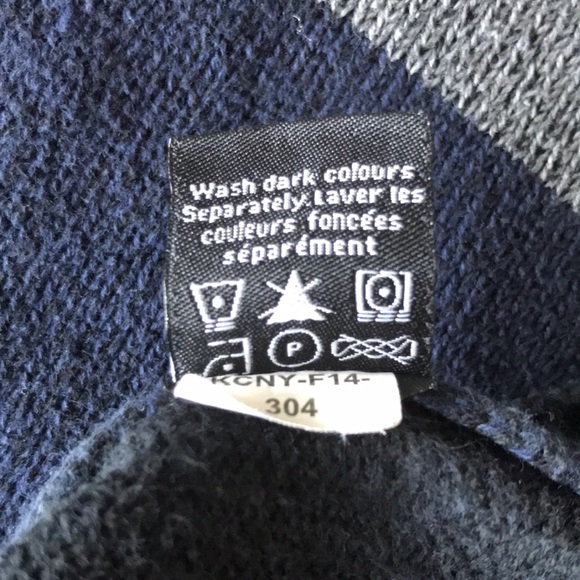 Wash dark colours
Separately Laver les
couleurs foncées
séparément
P
KCNY-F14-
304